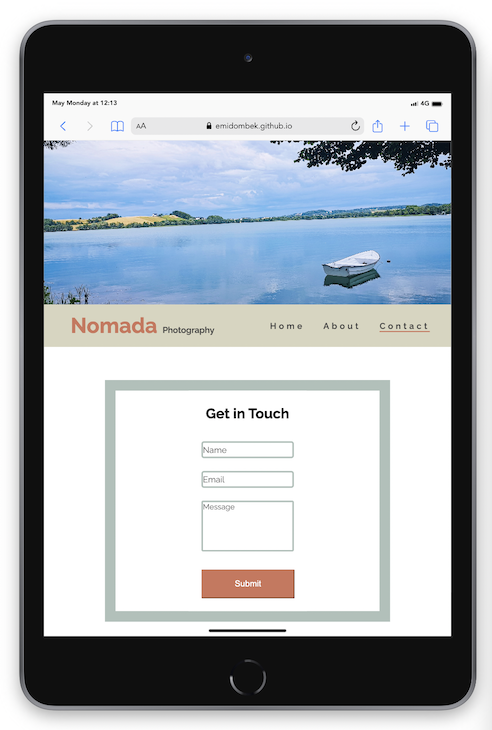 May Monday at 12:13
4G
AA
emidombek.github.io
Nomada Photography
Home About Contact
Get in Touch
Name
Email
Message
Submit